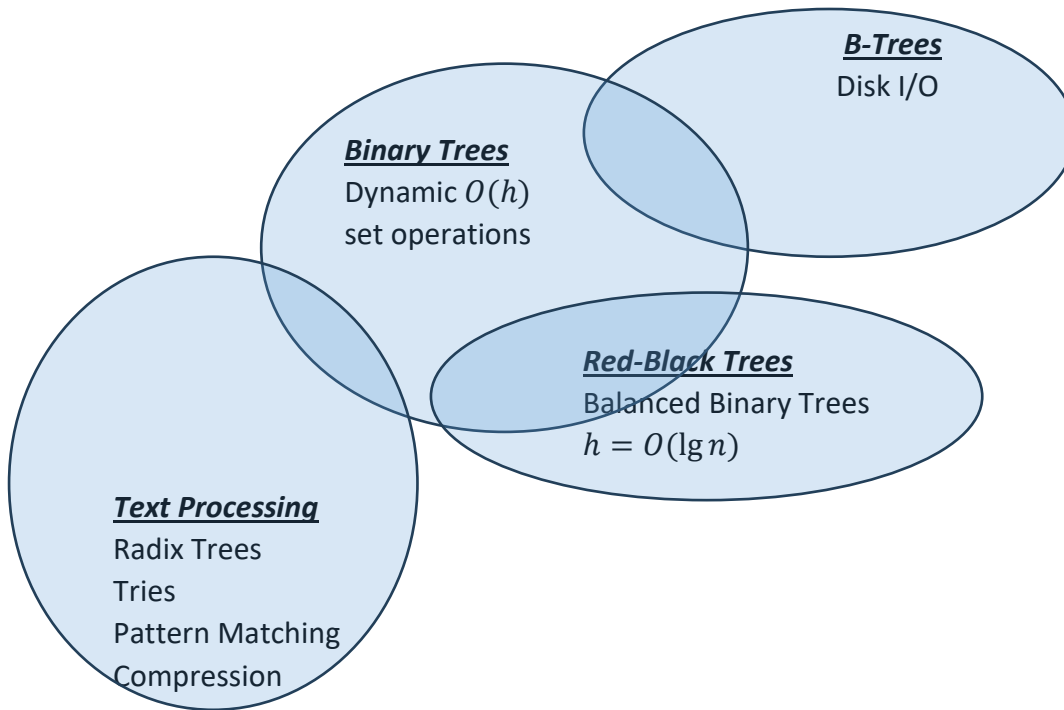 B-Trees
Disk I/O
Binary Trees
Dynamic 𝑂(ℎ)
set operations
Red-Black Trees
Balanced Binary Trees
ℎ = 𝑂(lg 𝑛)
Text Processing
Radix Trees
Tries
Pattern Matching
Compression